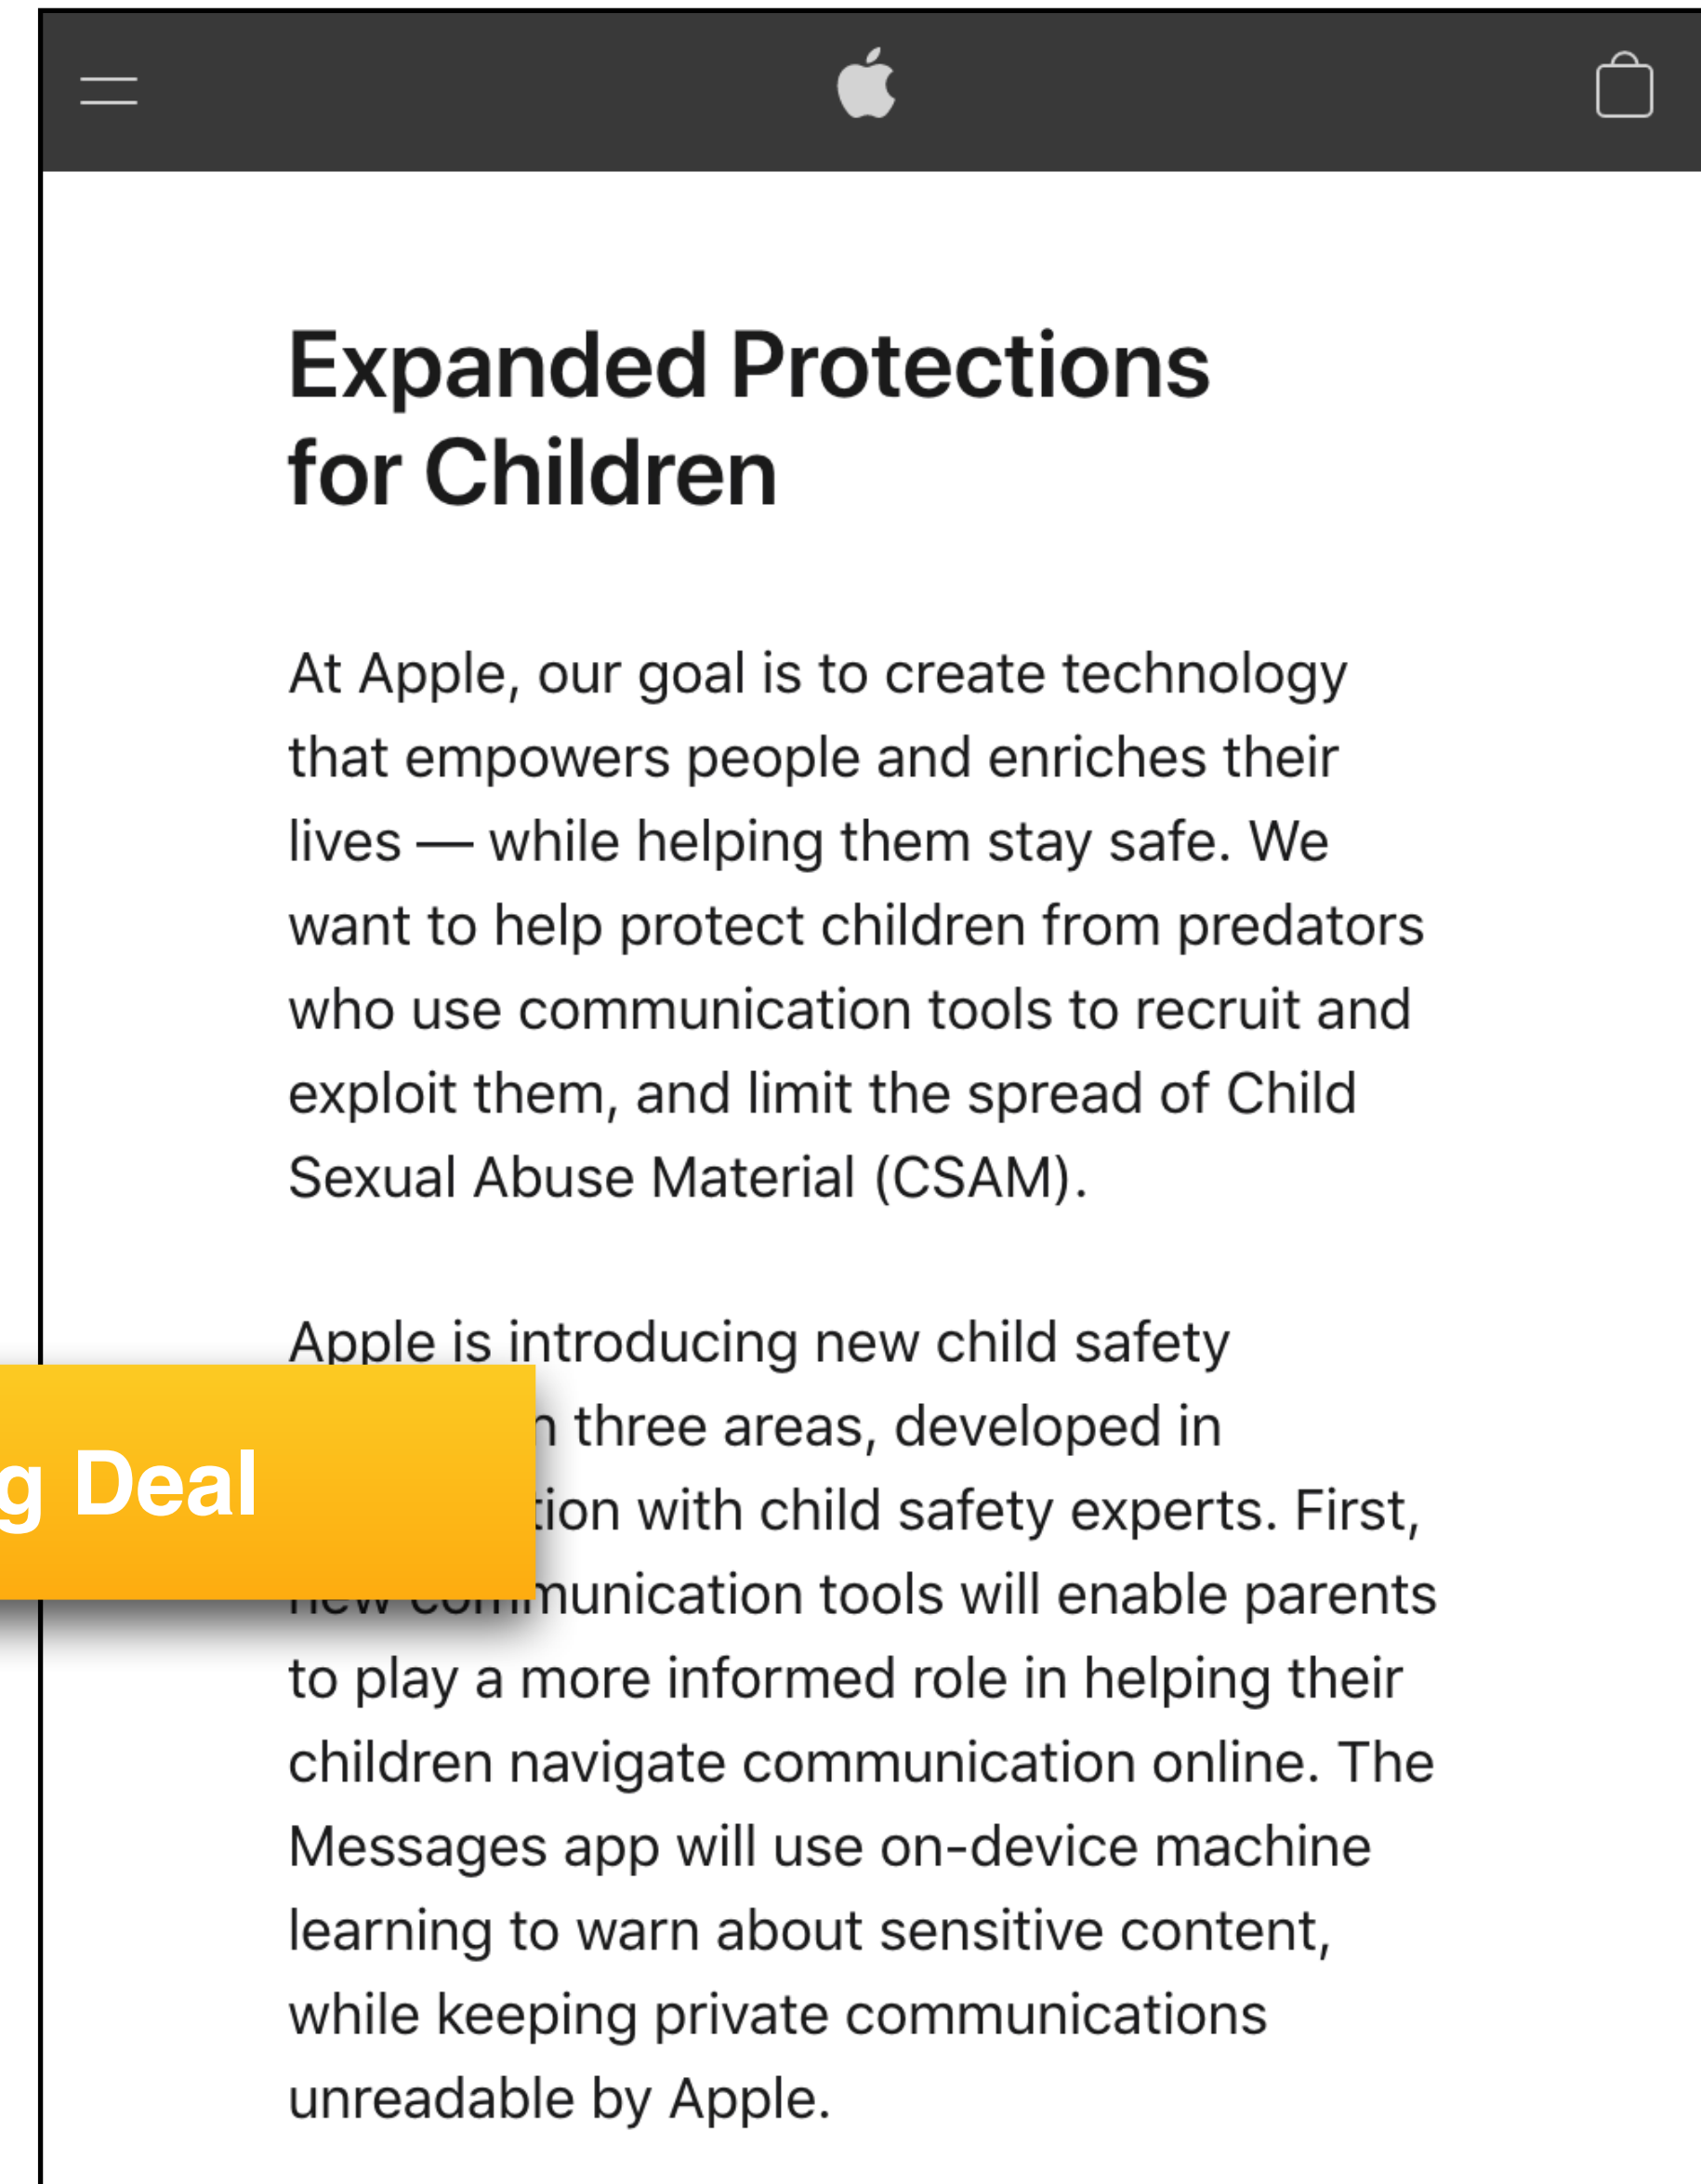 Expanded Protections
for Children
At Apple, our goal is to create technology
that empowers people and enriches their
lives — while helping them stay safe. We
want to help protect children from predators
who use communication tools to recruit and
exploit them, and limit the spread of Child
Sexual Abuse Material (CSAM).
Apple is introducing new child safety
three areas, developed in
with child safety experts. First,
Deal
new communication tools will enable parents
to play a more informed role in helping their
children navigate communication online. The
Messages app will use on-device machine
learning to warn about sensitive content,
while keeping private communications
unreadable by Apple.